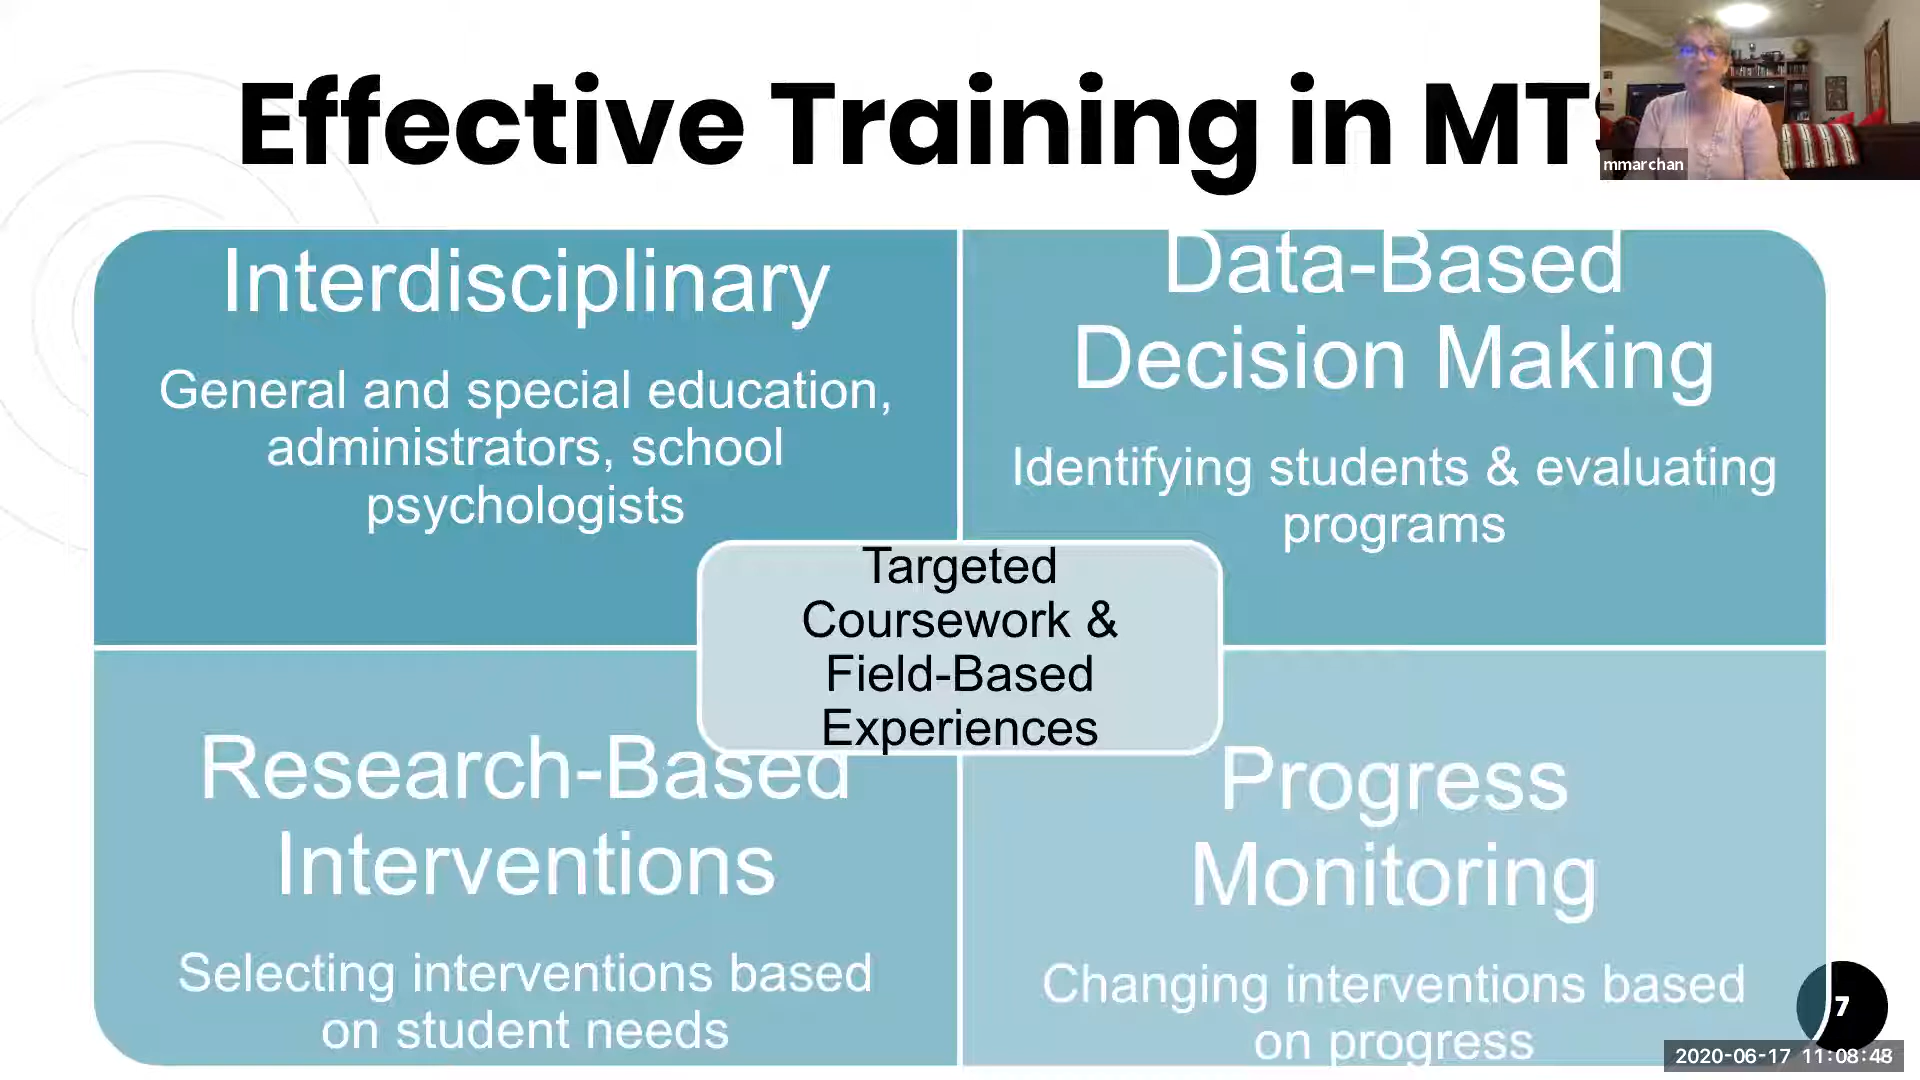 Effective Training in MT
mmarchan
Interdisciplinary
General and special education,
administrators, school
psychologists
Data-Based
Decision Making
Identifying students & evaluating
programs
Targeted
Coursework &
Field-Based
Experiences
Research-Based
Interventions
Selecting interventions based
on student needs
Progress
Monitoring
Changing interventions based
on progress
7
2020-06-17 11:08:48